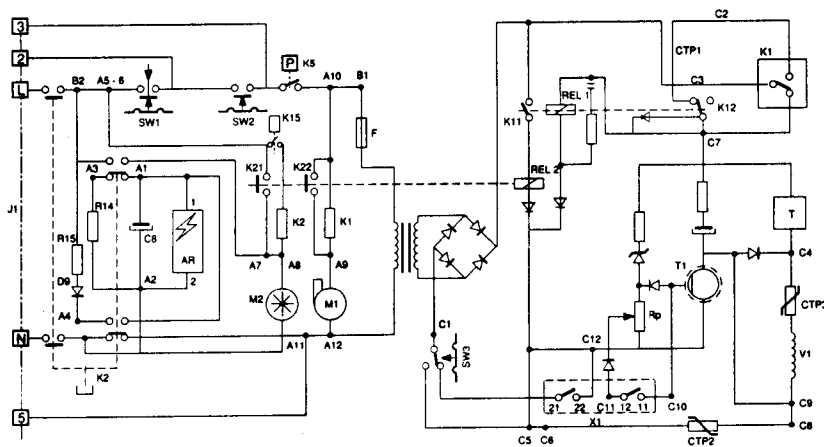 3
2
L
J1
N
5
B2
A5 - 6
SW1
SW2
P
K5
A10
B1
K15
F
A3
A1
K21
K22
R14
C8
1
AR
2
K2
K1
R15
D9
A2
A7
A8
A9
A4
M2
M1
A11
A12
K2
C1
SW3
K11
REL 1
REL 2
CTP1
C2
C3
K1
K12
C7
T
T1
C4
CTP3
Rp
V1
C12
21
22
C11
12
11
C10
X1
C9
C5
C6
CTP2
C8